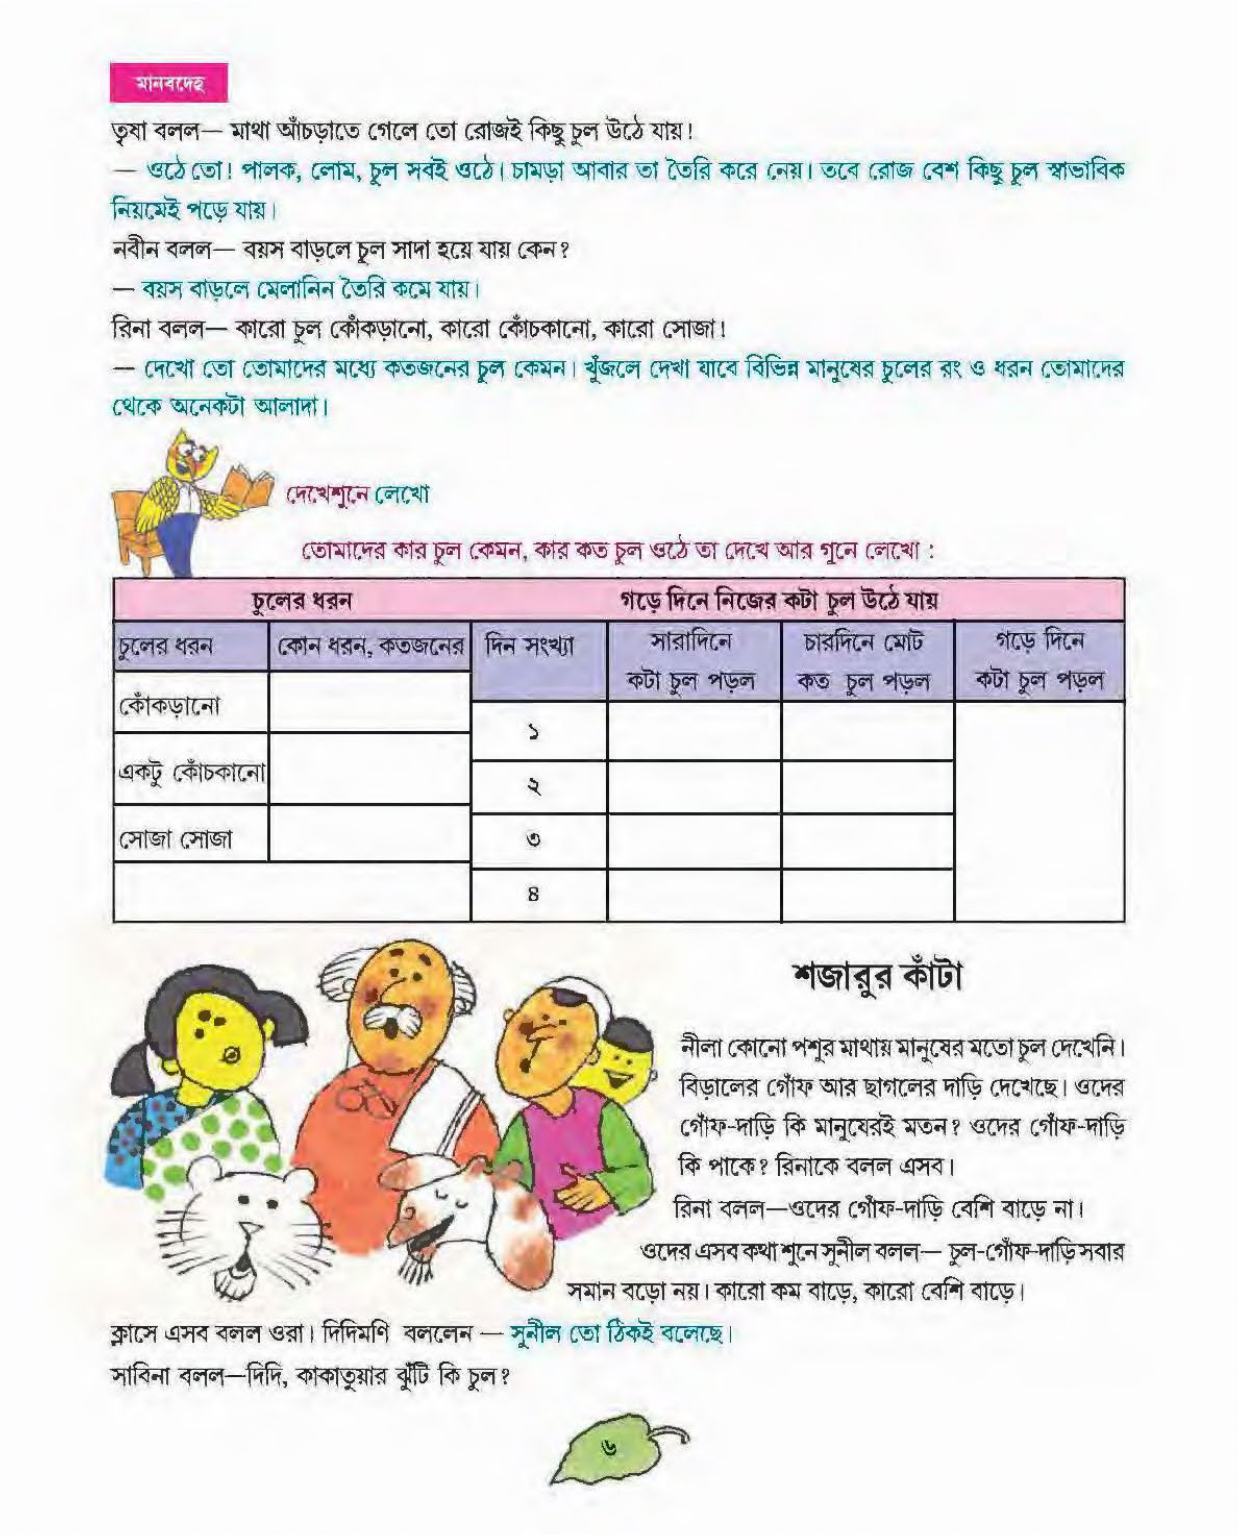 মানবদেহ
তৃষা বলল— মাথা আঁচড়াতে গেলে তো রোজই কিছু চুল উঠে যায়!
— ওঠে তো! পালক, লোম, চুল সবই ওঠে। চামড়া আবার তা তৈরি করে নেয়। তবে রোজ বেশ কিছু চুল স্বাভাবিক
নিয়মেই পড়ে যায়।
নবীন বলল— বয়স বাড়লে চুল সাদা হয়ে যায় কেন?
— বয়স বাড়লে মেলানিন তৈরি কমে যায়।
রিনা বলল— কারো চুল কোঁকড়ানো, কারো কোঁচকানো, কারো সোজা!
— দেখো তো তোমাদের মধ্যে কতজনের চুল কেমন। খুঁজলে দেখা যাবে বিভিন্ন মানুষের চুলের রং ও ধরন তোমাদের
থেকে অনেকটা আলাদা।
দেখেশুনে লেখো
তোমাদের কার চুল কেমন, কার কত চুল ওঠে তা দেখে আর গুনে লেখো :
চুলের ধরন গড়ে দিনে নিজের কটা চুল উঠে যায়
চুলের ধরন কোন ধরন, কতজনের দিন সংখ্যা সারাদিনে চারদিনে মোট গড়ে দিনে
কটা চুল পড়ল কত চুল পড়ল কটা চুল পড়ল
কোঁকড়ানো
১
একটু কোঁচকানো
২
সোজা সোজা
৩
৪
শজারুর কাঁটা
নীলা কোনো পশুর মাথায় মানুষের মতো চুল দেখেনি।
বিড়ালের গোঁফ আর ছাগলের দাড়ি দেখেছে। ওদের
গোঁফ-দাড়ি কি মানুষেরই মতন? ওদের গোঁফ-দাড়ি
কি পাকে? রিনাকে বলল এসব।
রিনা বলল—ওদের গোঁফ-দাড়ি বেশি বাড়ে না।
ওদের এসব কথা শুনে সুনীল বলল— চুল-গোঁফ-দাড়ি সবার
সমান বড়ো নয়। কারো কম বাড়ে, কারো বেশি বাড়ে।
ক্লাসে এসব বলল ওরা। দিদিমণি বললেন — সুনীল তো ঠিকই বলেছে।
সাবিনা বলল—দিদি, কাকাতুয়ার ঝুঁটি কি চুল?
৬